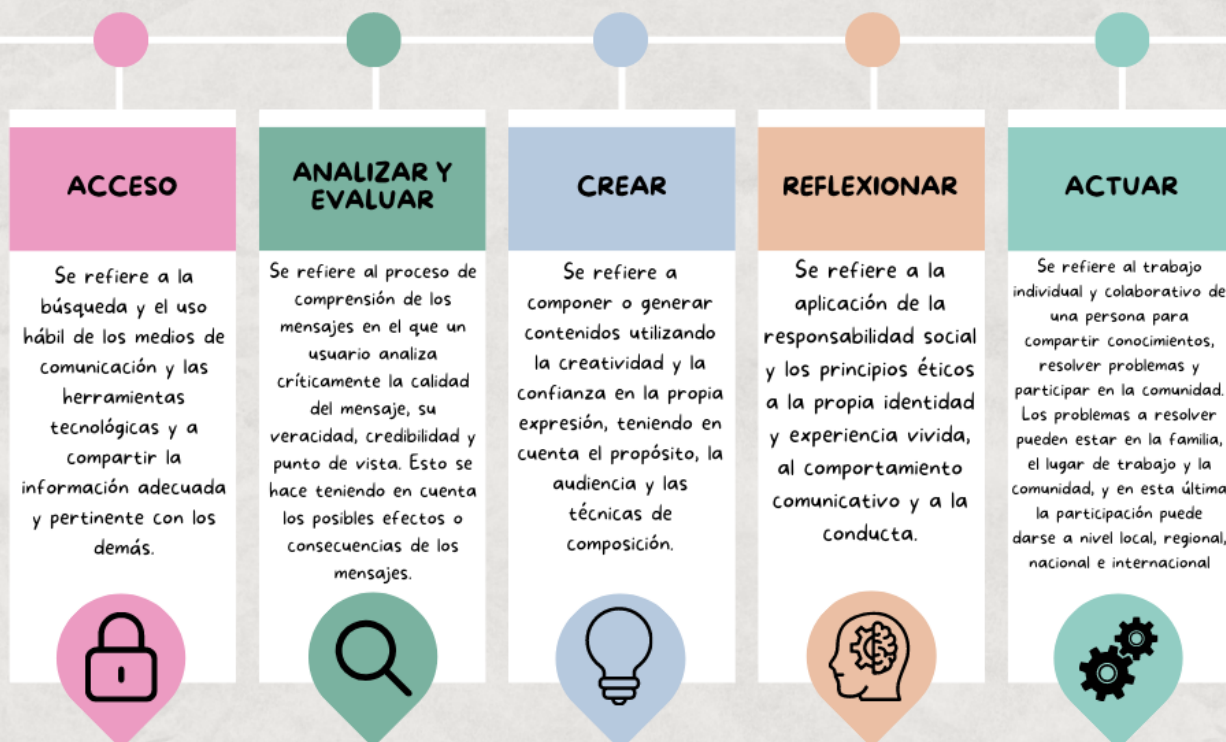 ACCESO
Se refiere a la
búsqueda y el uso
hábil de los medios de
comunicación y las
herramientas
tecnológicas y a
compartir la
información adecuada
y pertinente con los
demás.
ANALIZAR Y
EVALUAR
Se refiere al proceso de
comprensión de los
mensajes en el que un
usuario analiza
críticamente la calidad
del mensaje, su
veracidad, credibilidad y
punto de vista. Esto se
hace teniendo en cuenta
los posibles efectos o
consecuencias de los
mensajes.
CREAR
Se refiere a
componer o generar
contenidos utilizando
la creatividad y la
confianza en la propia
expresión, teniendo en
cuenta el propósito, la
audiencia y las
técnicas de
composición.
REFLEXIONAR
Se refiere a la
aplicación de la
responsabilidad social
y los principios éticos
a la propia identidad
y experiencia vivida,
al comportamiento
comunicativo y a la
conducta.
ACTUAR
Se refiere al trabajo
individual y colaborativo de
una persona para
compartir conocimientos,
resolver problemas y
participar en la comunidad.
Los problemas a resolver
pueden estar en la familia,
el lugar de trabajo y la
comunidad, y en esta última
la participación puede
darse a nivel local, regional,
nacional e internacional